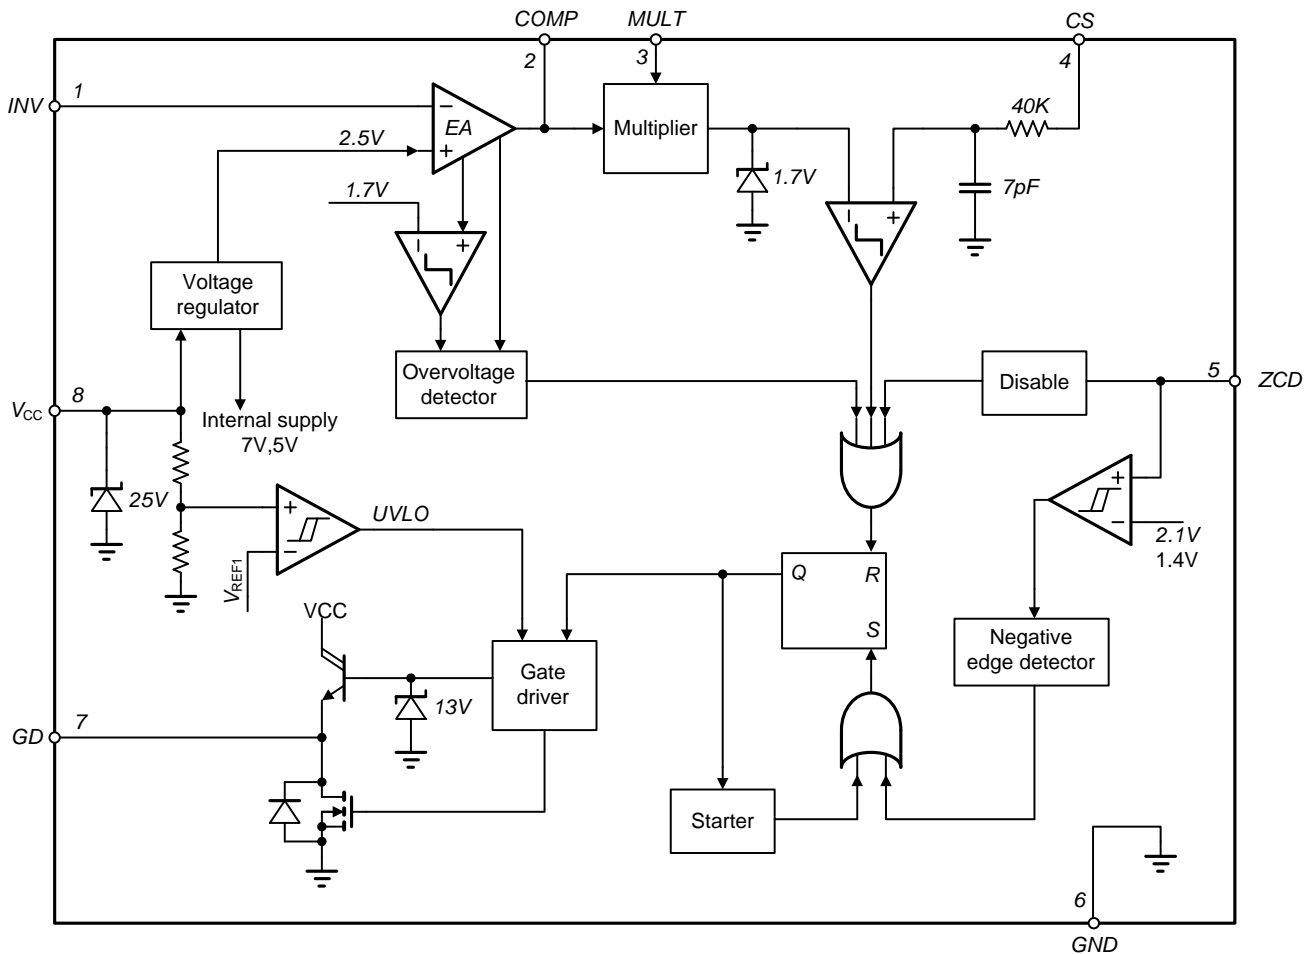 COMP
MULT
CS
2
3
4
INV
1
40K
EA
Multiplier
2.5V
+
−
1.7V
1.7V
7pF
−
+
−
+
Voltage
regulator
8
VCC
Overvoltage
detector
Disable
5
ZCD
Internal supply
7V,5V
25V
+
−
UVLO
VREF1
+
−
2.1V
1.4V
Q
R
S
VCC
Negative
edge detector
Gate
driver
13V
7
GD
Starter
6
GND